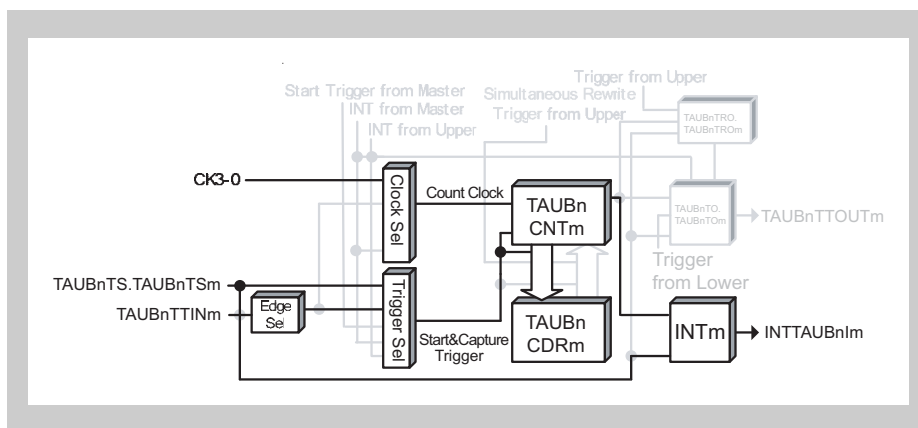 Trigger from Upper
Start Trigger from Master
Simultaneous Rewrite
INT from Master
Trigger from Upper
INT from Upper
TAUBnTRO.
TAUBnTROm
CK3-0
Clock Sel
Count Clock
TAUBn
CNTm
TAUBnTO.
TAUBnTOm
TAUBnTTOUTm
Trigger
from Lower
TAUBnTS.TAUBnTSm
TAUBnTTINm
Edge
Sel
Trigger Sel
Start&Capture
Trigger
TAUBn
CDRm
INTm
INTTAUBnIm